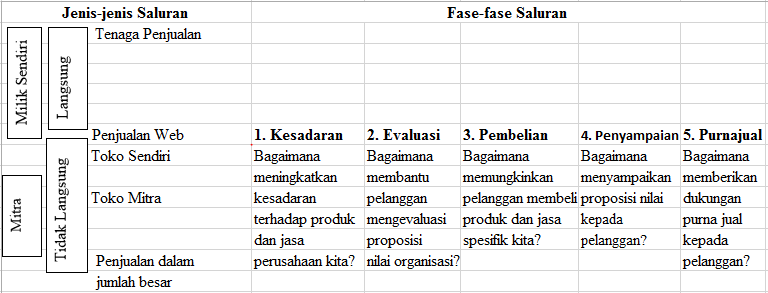 Jenis-jenis Saluran Fase-fase Saluran
Milik Sendiri
Langsung
Tenaga Penjualan
Penjualan Web 1. Kesadaran 2. Evaluasi 3. Pembelian 4. Penyampaian 5. Purnajual
Mitra
Tidak Langsung
Toko Sendiri Bagaimana Bagaimana Bagaimana Bagaimana Bagaimana
meningkatkan membantu memungkinkan menyampaikan memberikan
Toko Mitra kesadaran pelanggan pelanggan membeli proposisi nilai dukungan
terhadap produk mengevaluasi produk dan jasa kepada purna jual
dan jasa proposisi spesifik kita? pelanggan? kepada
Penjualan dalam perusahaan kita? nilai organisasi? pelanggan?
jumlah besar